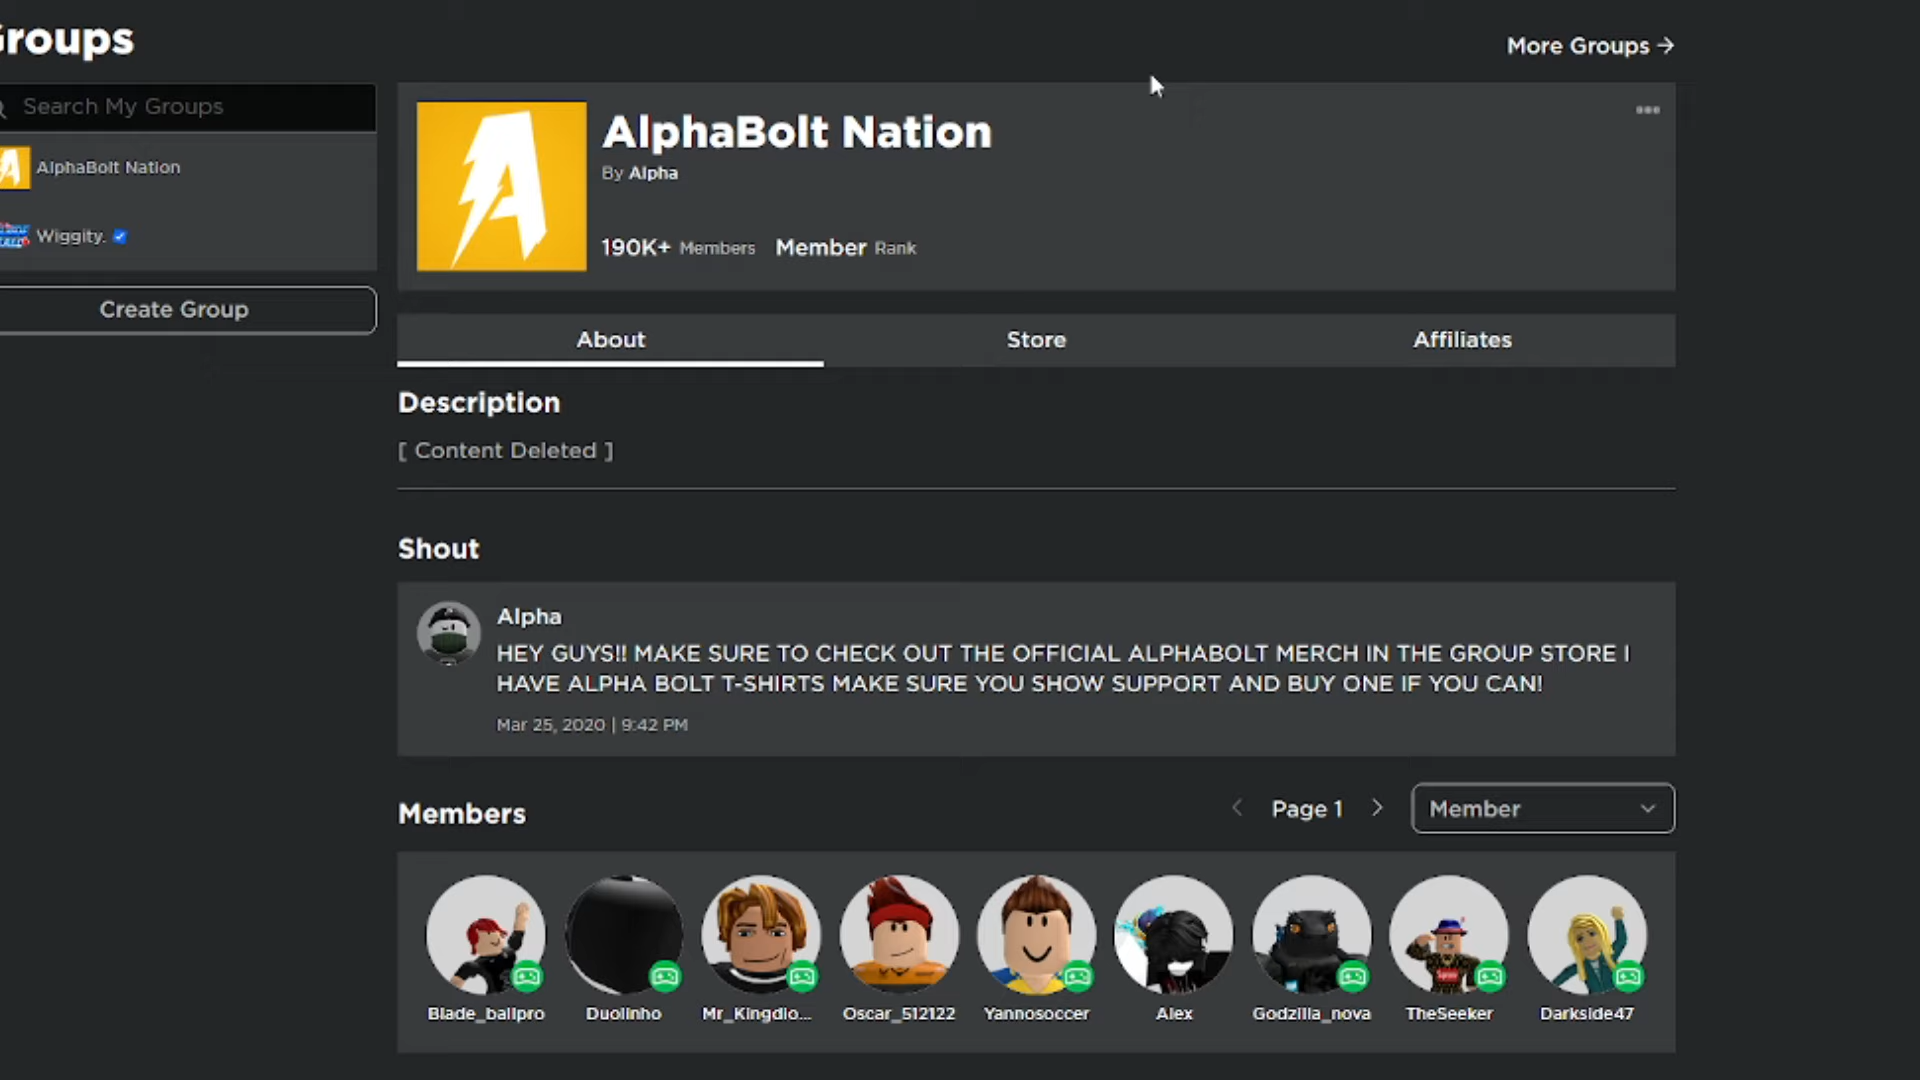 Groups
More Groups →
Search My Groups
AlphaBolt Nation
Wiggity.
Create Group
AlphaBolt Nation
By Alpha
190K+ Members Member Rank
About Store Affiliates
Description
[ Content Deleted ]
Shout
Alpha
HEY GUYS!! MAKE SURE TO CHECK OUT THE OFFICIAL ALPHABOLT MERCH IN THE GROUP STORE I
HAVE ALPHA BOLT T-SHIRTS MAKE SURE YOU SHOW SUPPORT AND BUY ONE IF YOU CAN!
Mar 25, 2020 | 9:42 PM
Members
Page 1
Member
Blade_ballpro Duolinho Mr_Kingdio... Oscar_512122 Yannosoccer Alex Godzilla_nova TheSeeker Darkside47